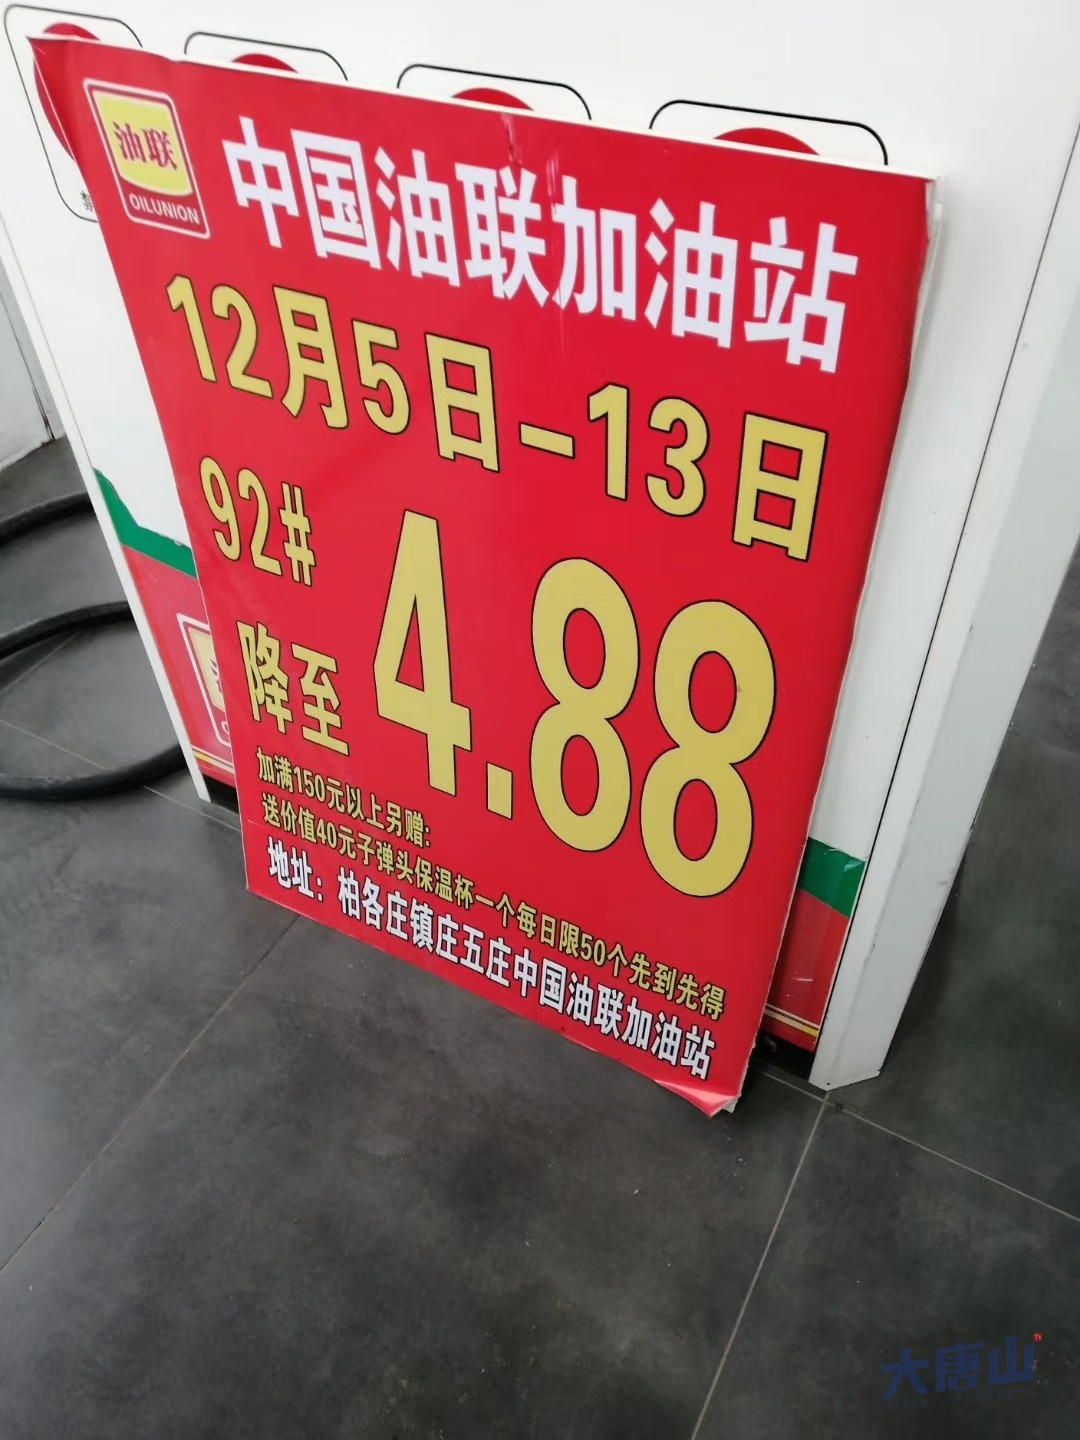 油联
OILUNION
中国油联加油站
12月5日-13日
92#
降至
4.88
加满150元以上另赠:
送价值40元子弹头保温杯一个每日限50个先到先得
地址:柏各庄镇庄五庄中国油联加油站
大唐山